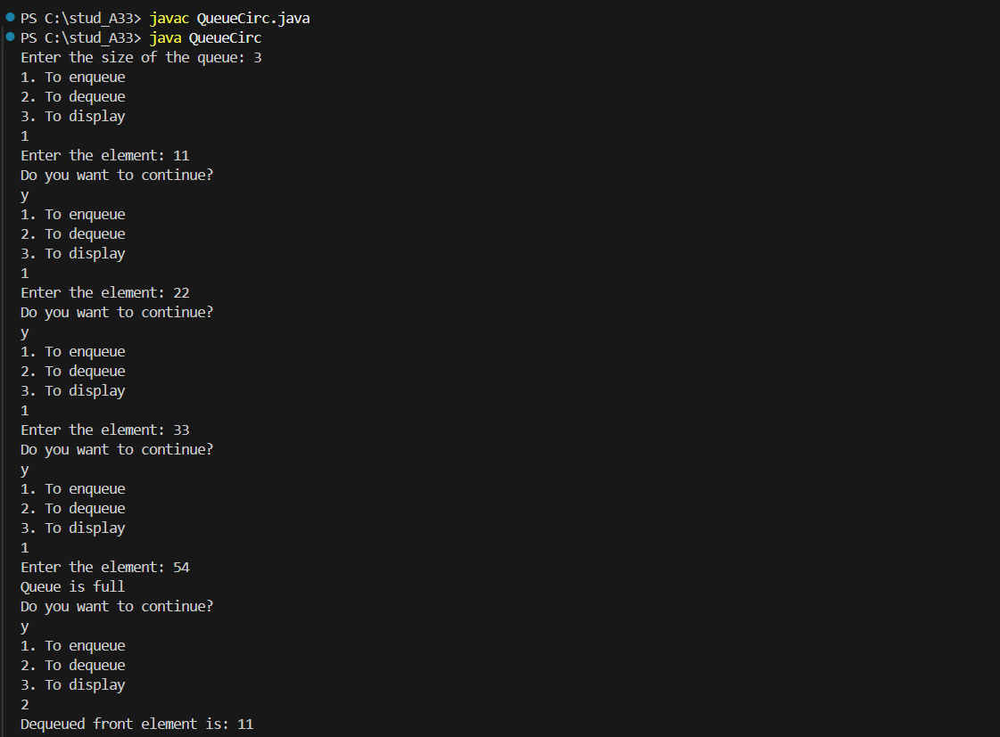 PS C:\stud_A33> javac QueueCirc.java
PS C:\stud_A33> java QueueCirc
Enter the size of the queue: 3
1. To enqueue
2. To dequeue
3. To display
1
Enter the element: 11
Do you want to continue?
y
1. To enqueue
2. To dequeue
3. To display
1
Enter the element: 22
Do you want to continue?
y
1. To enqueue
2. To dequeue
3. To display
1
Enter the element: 33
Do you want to continue?
y
1. To enqueue
2. To dequeue
3. To display
1
Enter the element: 54
Queue is full
Do you want to continue?
y
1. To enqueue
2. To dequeue
3. To display
2
Dequeued front element is: 11